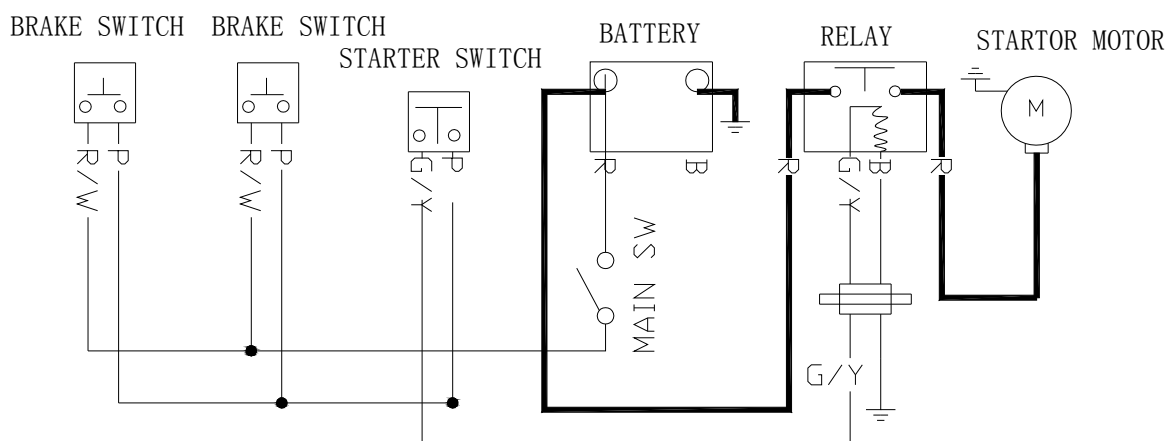 BRAKE SWITCH
BRAKE SWITCH
STARTER SWITCH
BATTERY
RELAY
STARTOR MOTOR
M
R/W
P
R/W
P
G/Y
P
R
B
R
G/Y
B
R
MAIN SW
G/Y